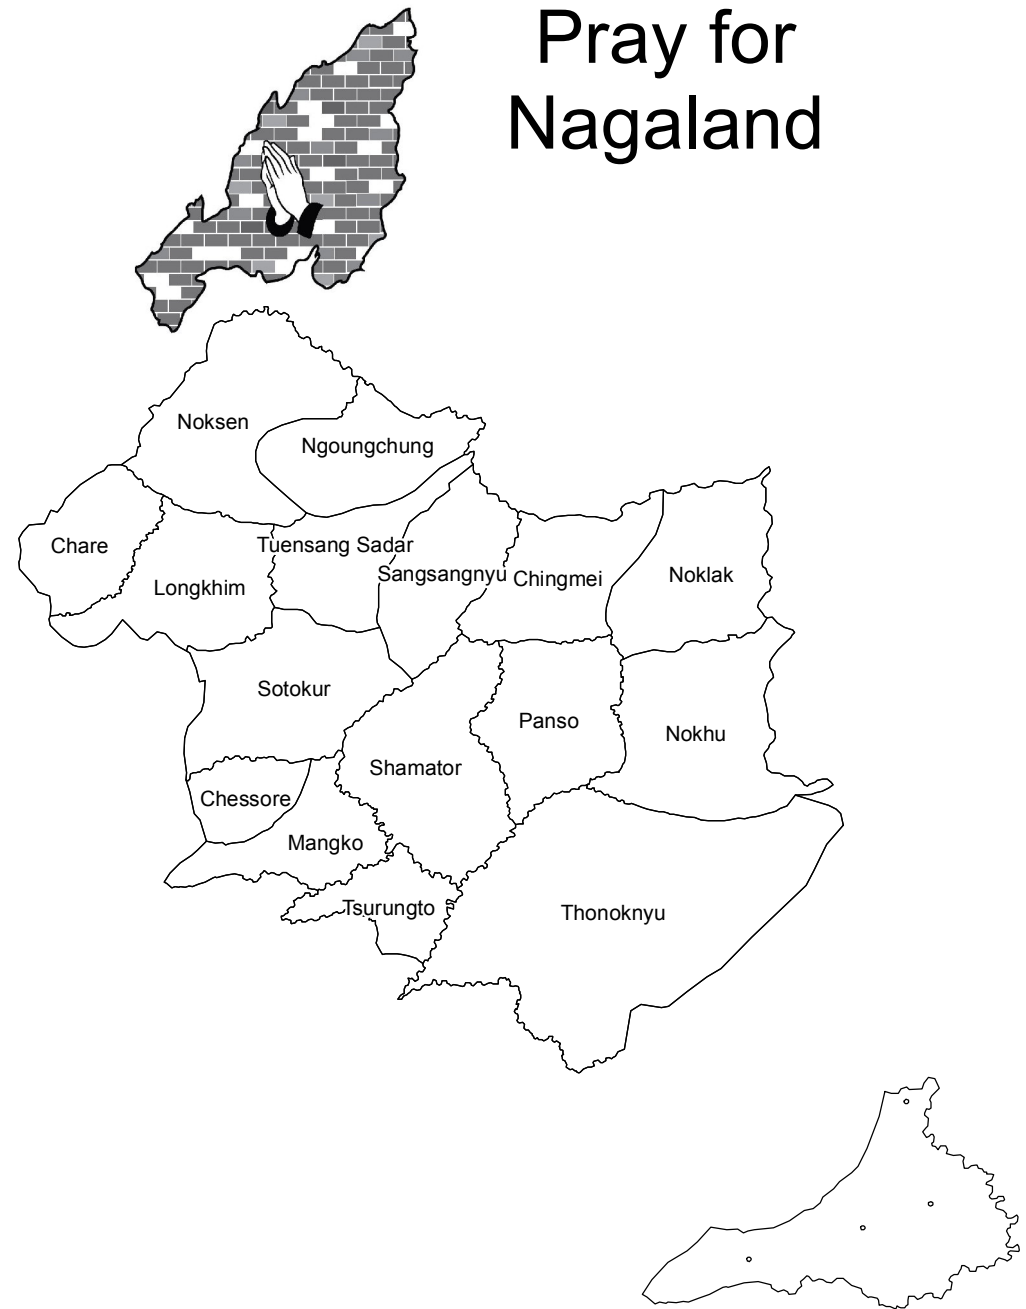 Pray for
Nagaland
Noksen
Ngoungchung
Chare
Tuensang Sadar
Longkhim
Sangsangnyu
Chingmei
Noklak
Sotokur
Panso
Nokhu
Shamator
Chessore
Mangko
Tsurungto
Thonoknyu